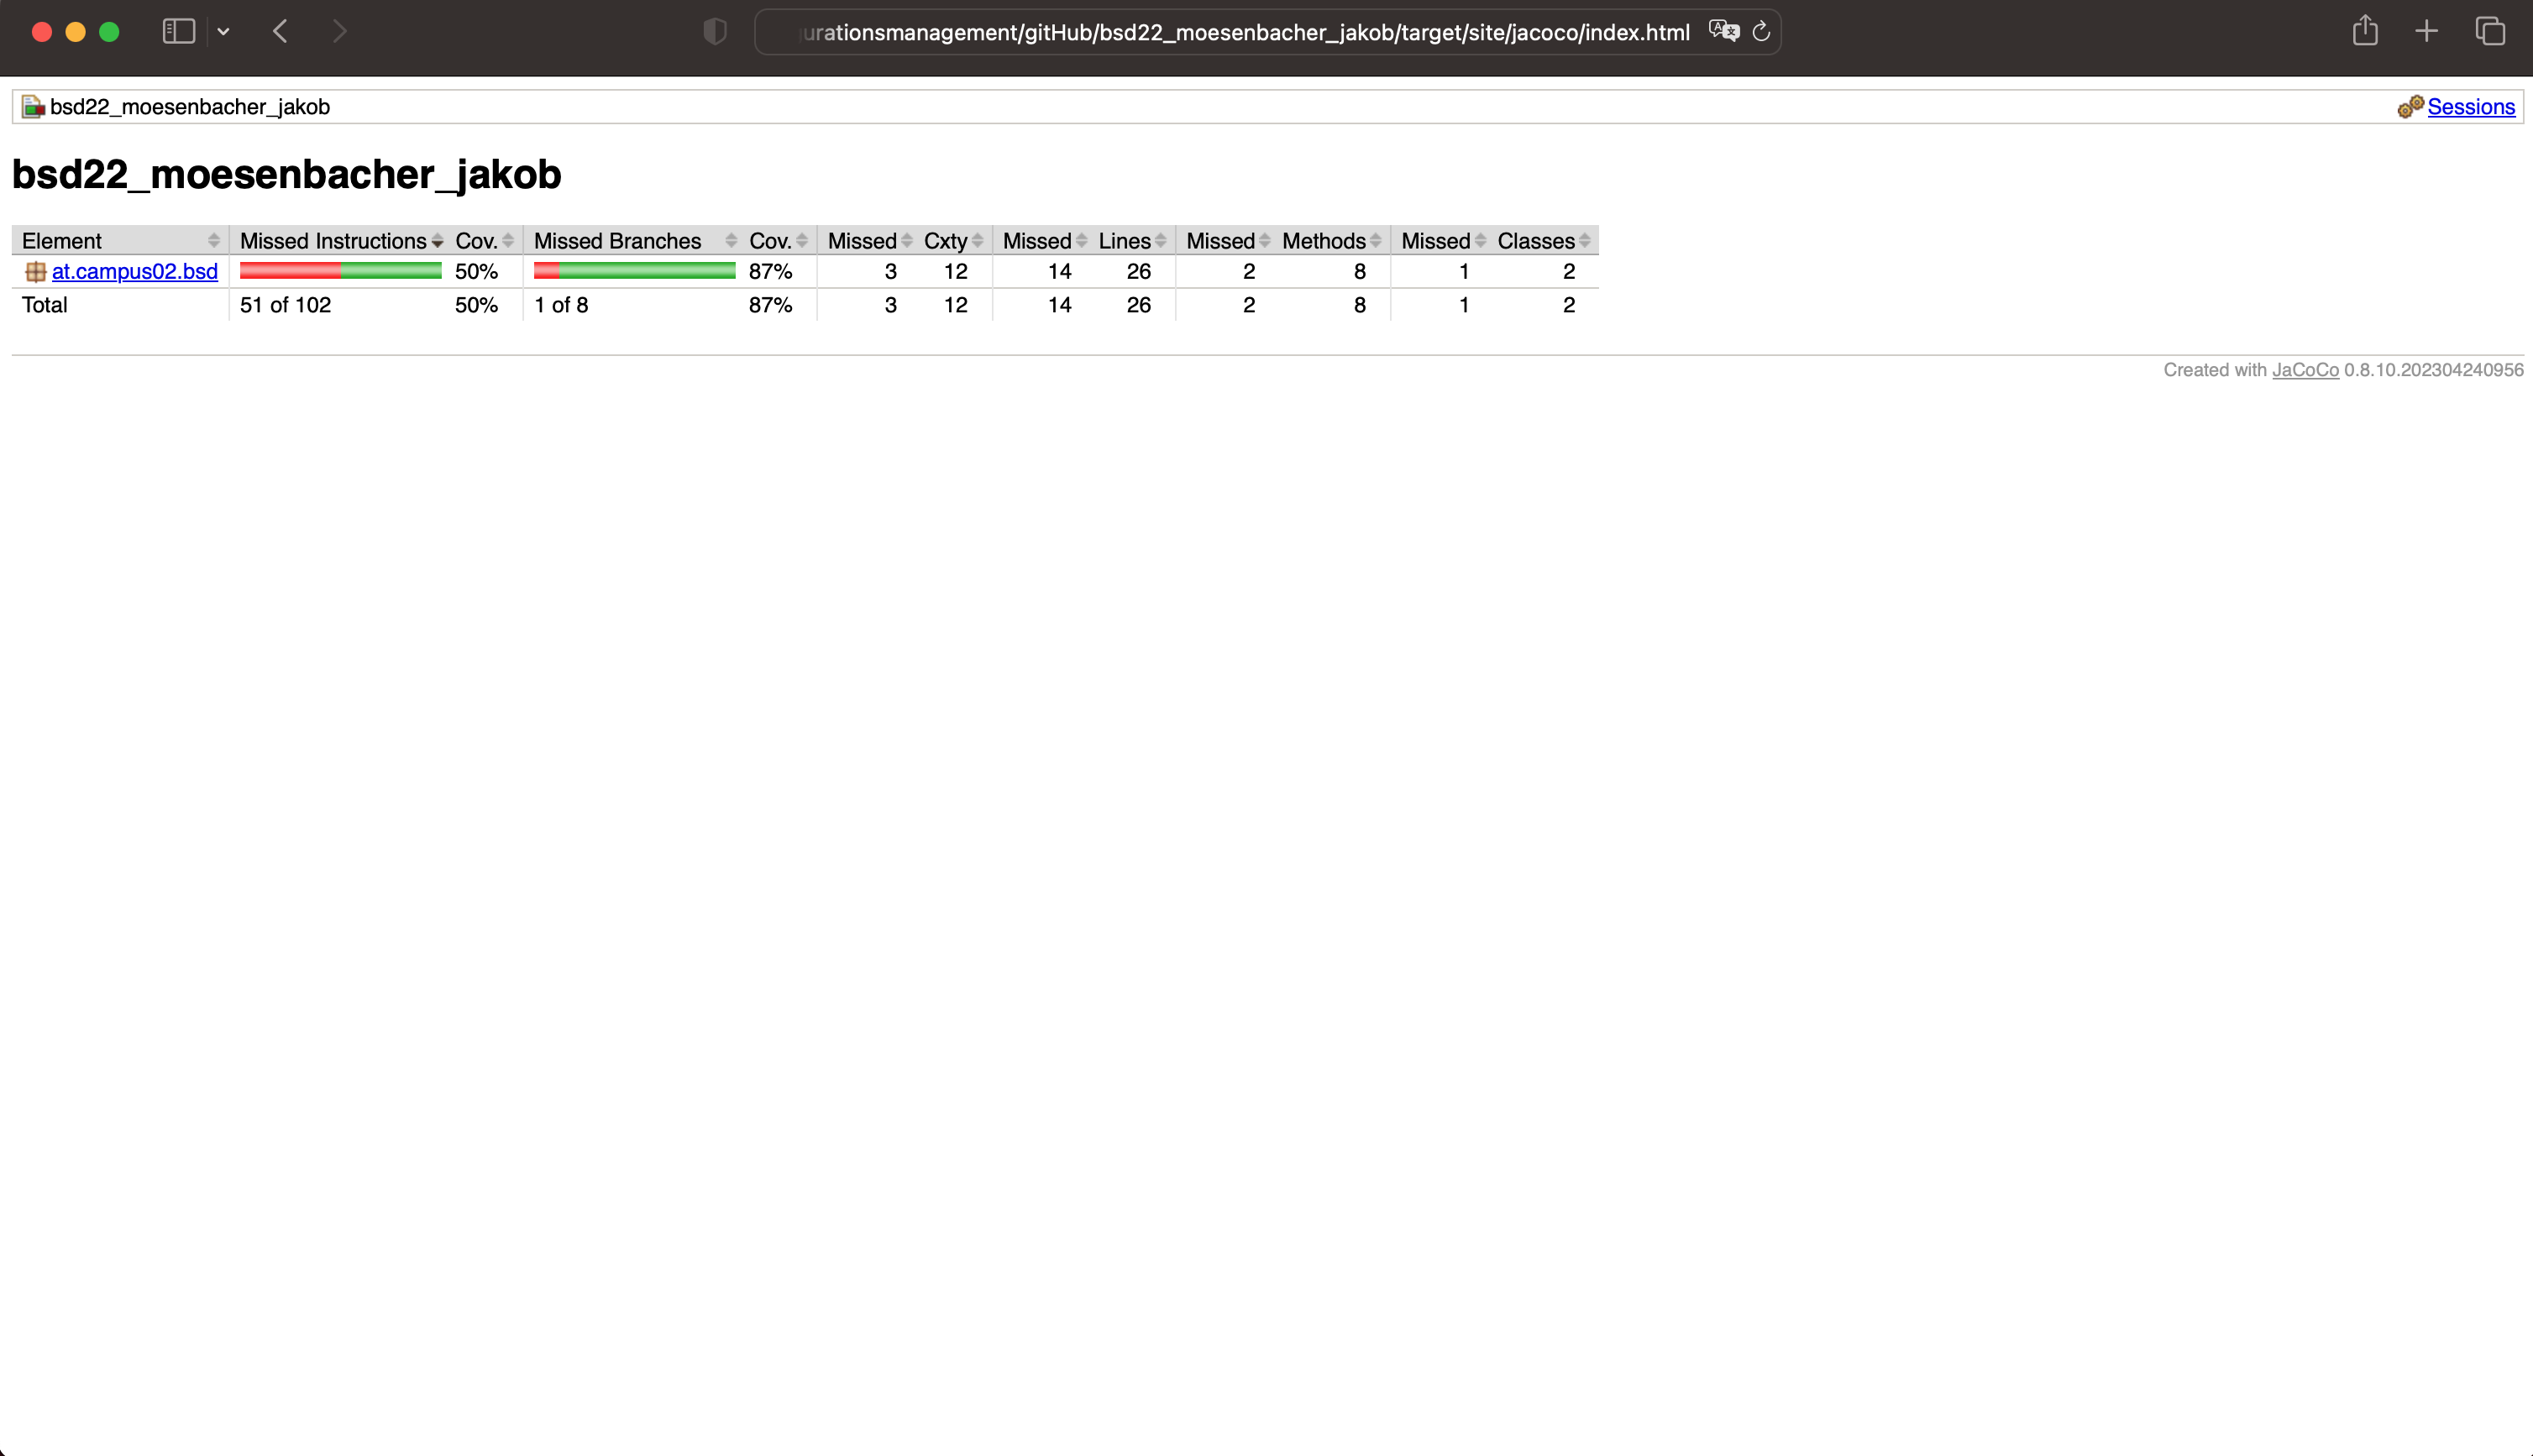 urationsmanagement/gitHub/bsd22_moesenbacher_jakob/target/site/jacoco/index.html
bsd22_moesenbacher_jakob Sessions
bsd22_moesenbacher_jakob
Element Missed Instructions Cov. Missed Branches Cov. Missed Cxty Missed Lines Missed Methods Missed Classes
at.campus02.bsd 50% 87% 3 12 14 26 2 8 1 2
Total 51 of 102 50% 1 of 8 87% 3 12 14 26 2 8 1 2
Created with JaCoCo 0.8.10.202304240956